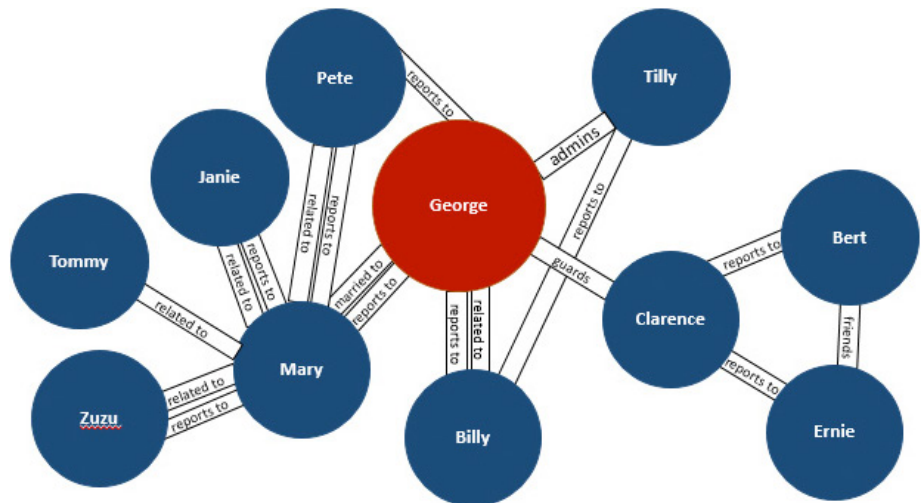 Pete
Tilly
reports to
admins
Janie
George
related to
reports to
reports to
Tommy
related to
reports to
married to
reports to
guards
reports to
Bert
related to
Clarence
friends
Mary
reports to
related to
reports to
related to
reports to
Zuzu
Billy
Ernie